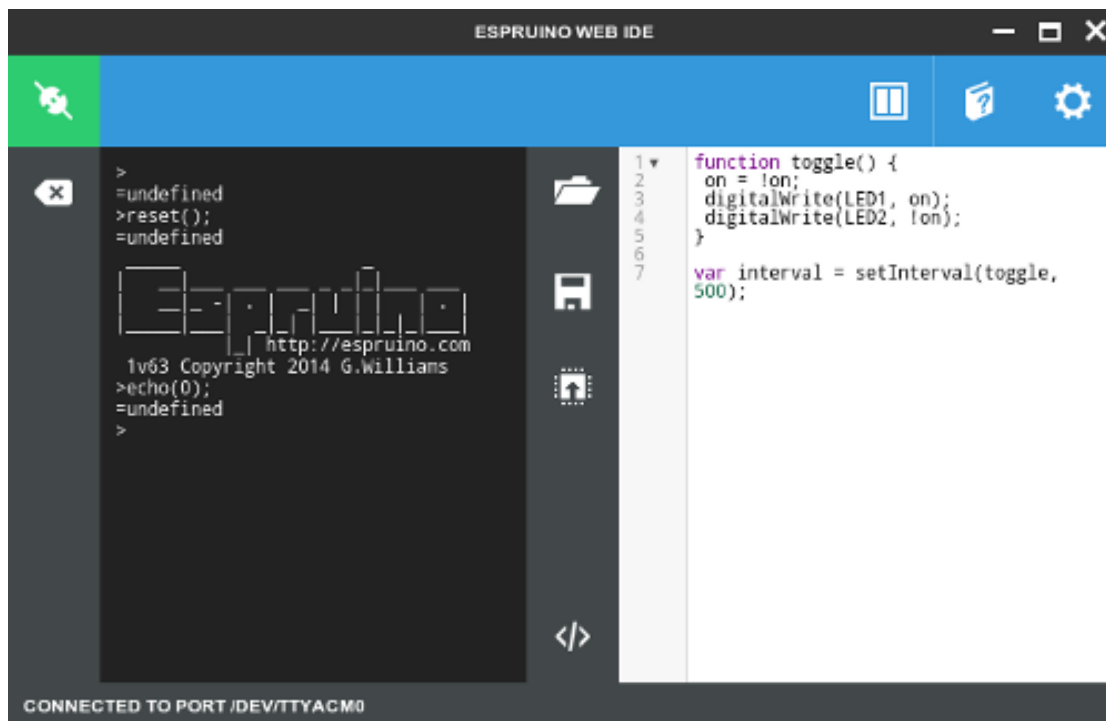 ESPRUINO WEB IDE
>
=undefined
>reset();
=undefined
Espruino
http://espruino.com
1v63 Copyright 2014 G.Williams
>echo(0);
=undefined
>
1 function toggle() {
2 on = !on;
3 digitalWrite(LED1, on);
4 digitalWrite(LED2, !on);
5 }
6
7 var interval = setInterval(toggle,
500);
CONNECTED TO PORT /DEV/TTYACM0